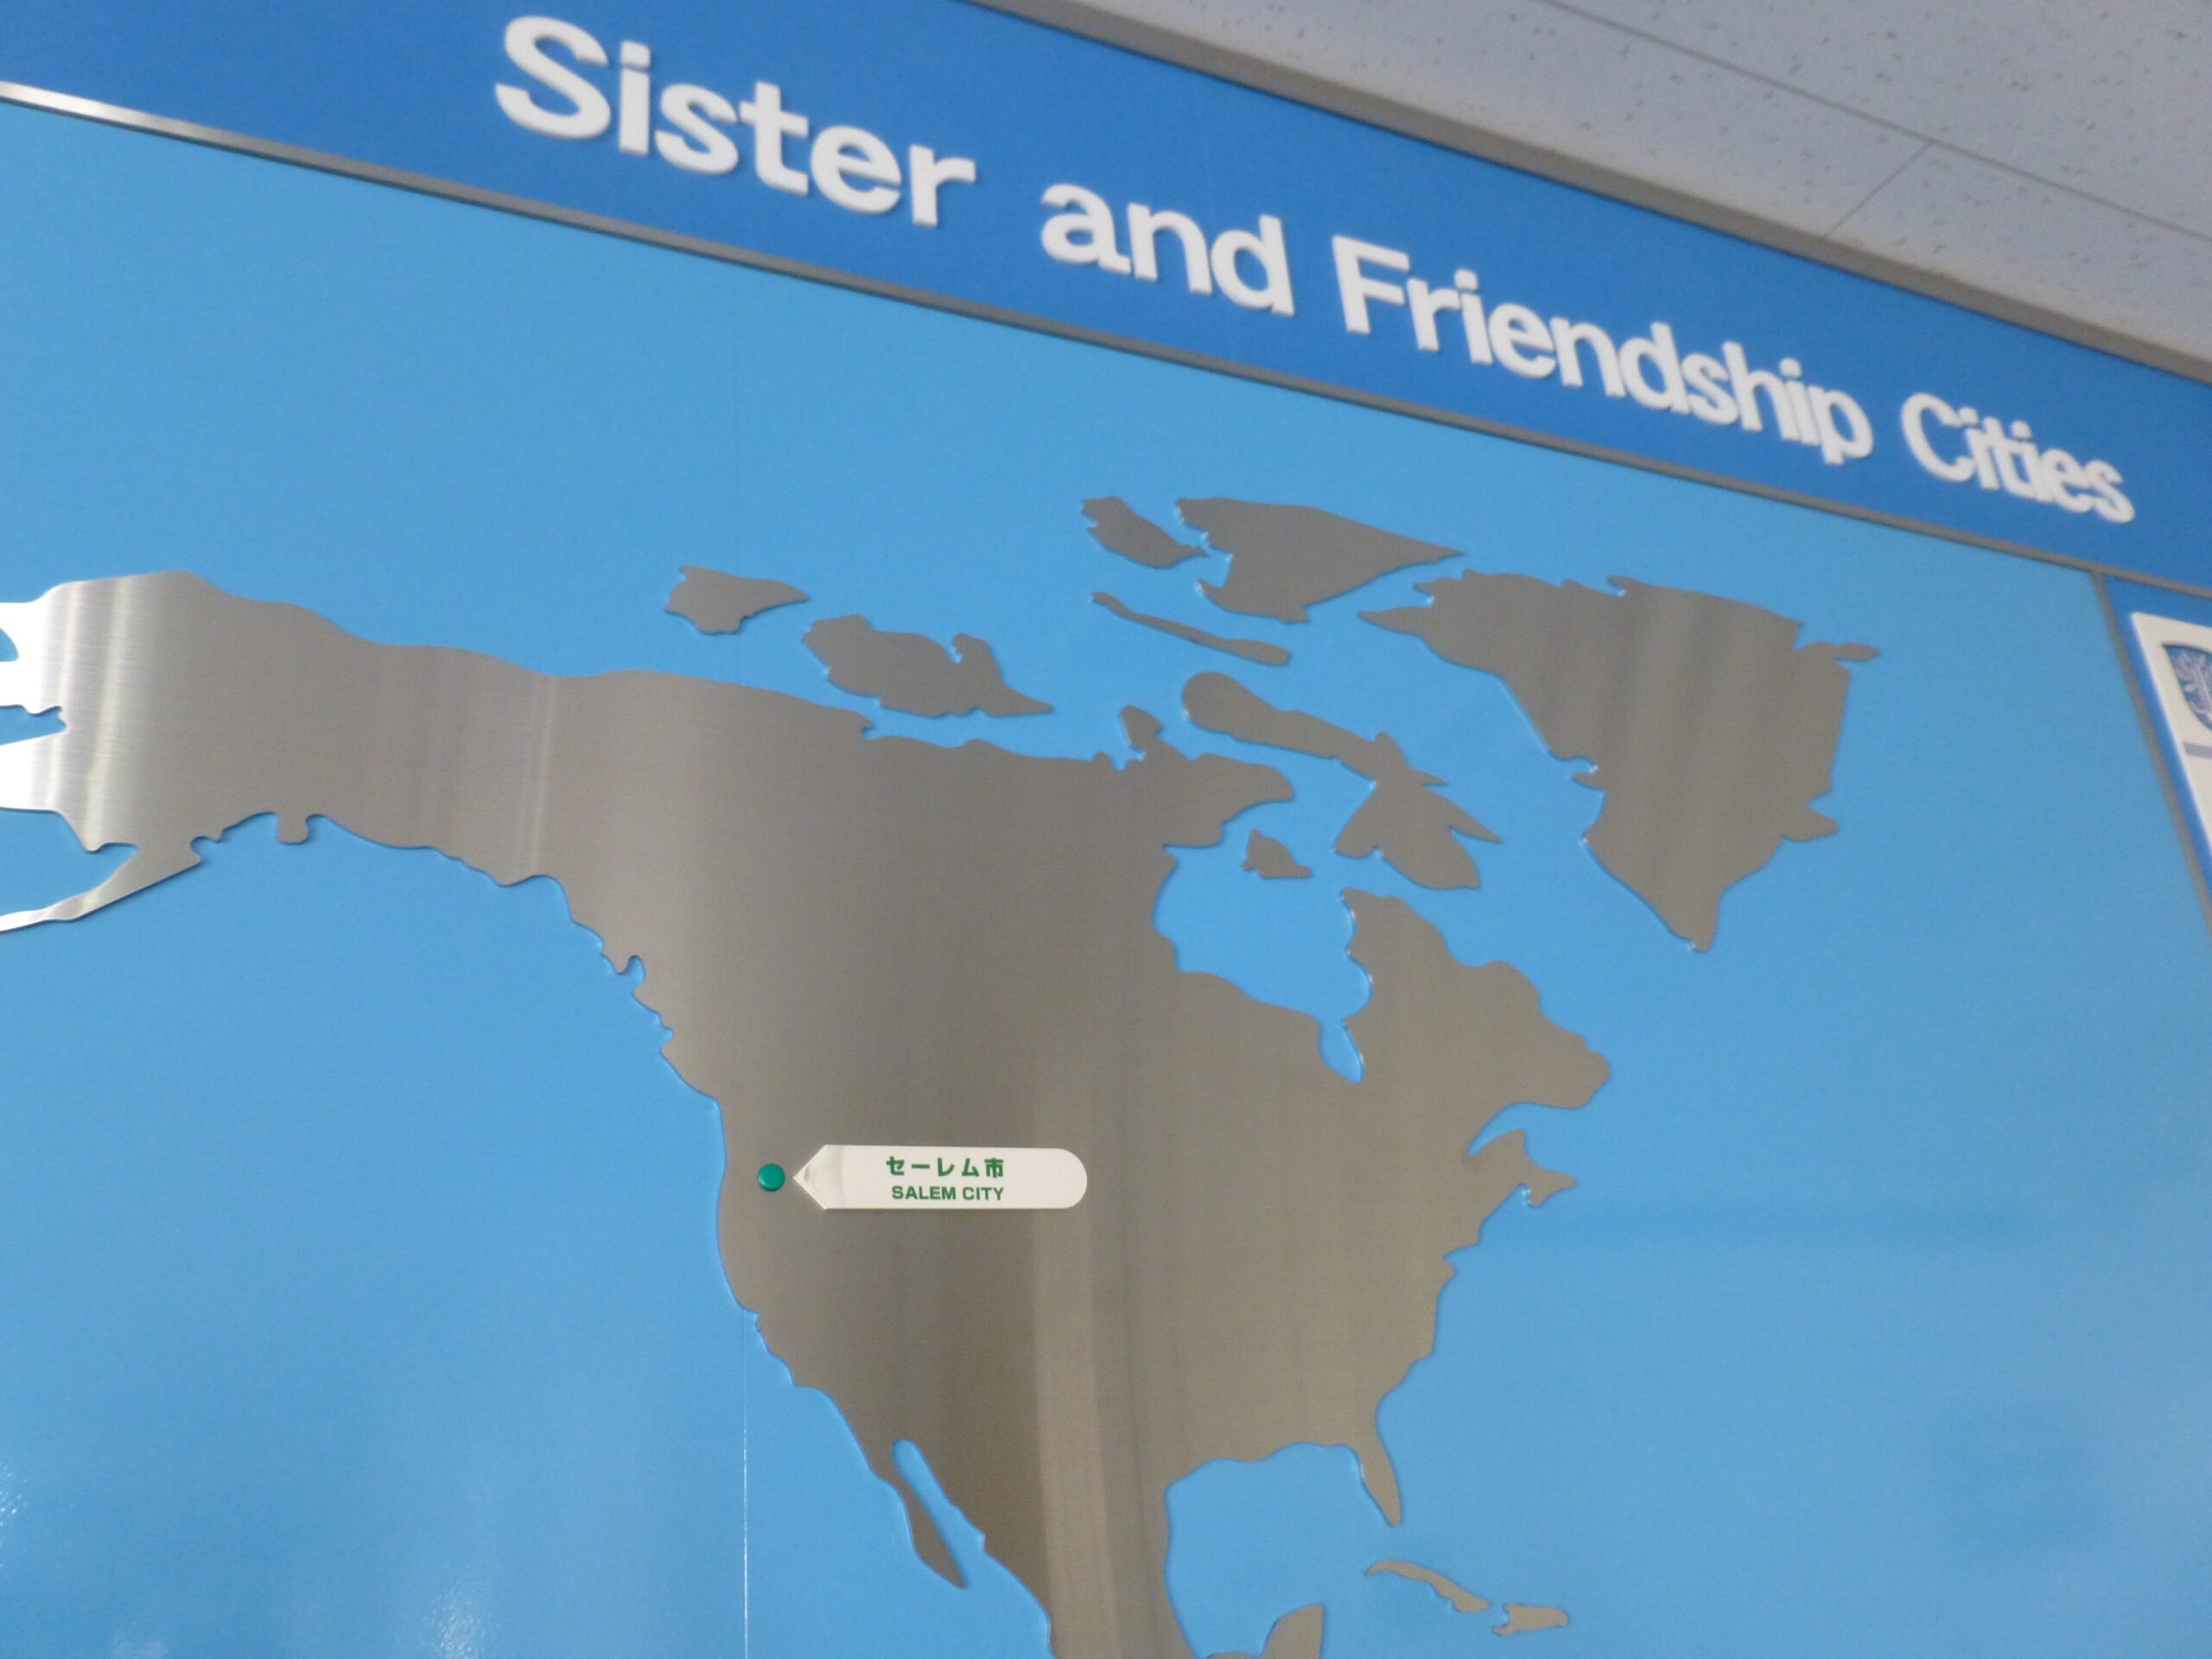 Sister and Friendship Cities
セーレム市
SALEM CITY